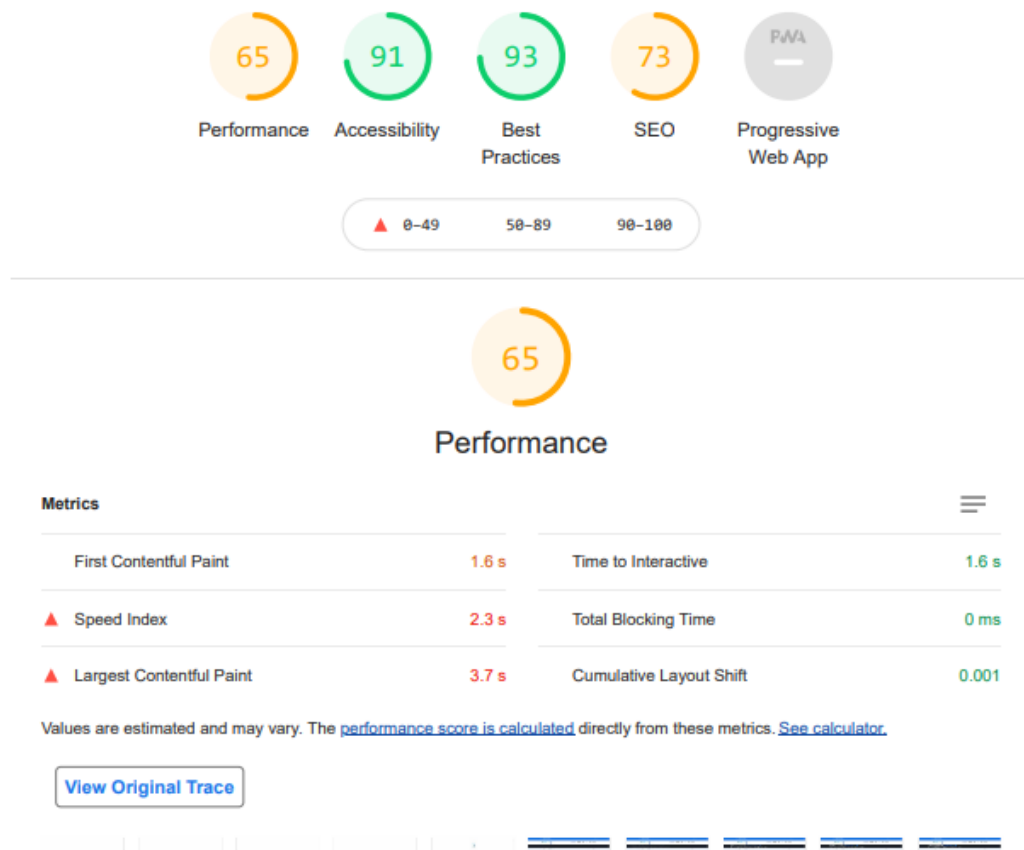 65
91
93
73
PWA
Performance
Accessibility
Best
Practices
SEO
Progressive
Web App
0–49
50–89
90–100
65
Performance
Metrics
First Contentful Paint 1.6 s
Time to Interactive 1.6 s
Speed Index 2.3 s
Total Blocking Time 0 ms
Largest Contentful Paint 3.7 s
Cumulative Layout Shift 0.001
Values are estimated and may vary. The performance score is calculated directly from these metrics. See calculator.
View Original Trace